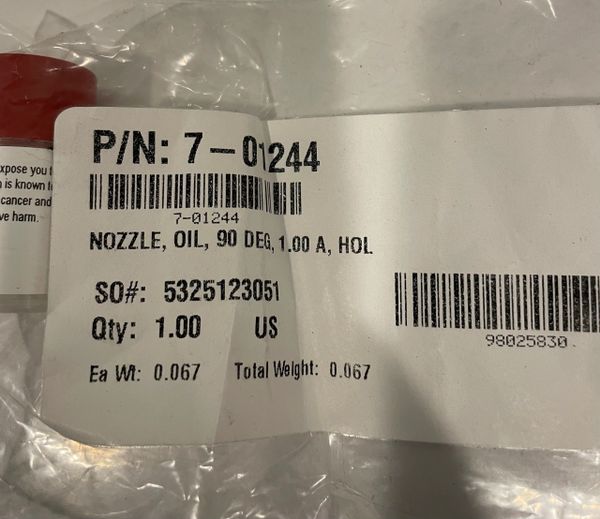 P/N: 7-01244
7-01244
NOZZLE, OIL, 90 DEG, 1.00 A, HOL
SO#: 5325123051
Qty: 1.00 US
Ea Wt: 0.067 Total Weight: 0.067
98025830
xpose you
is known
cancer and
ve harm.